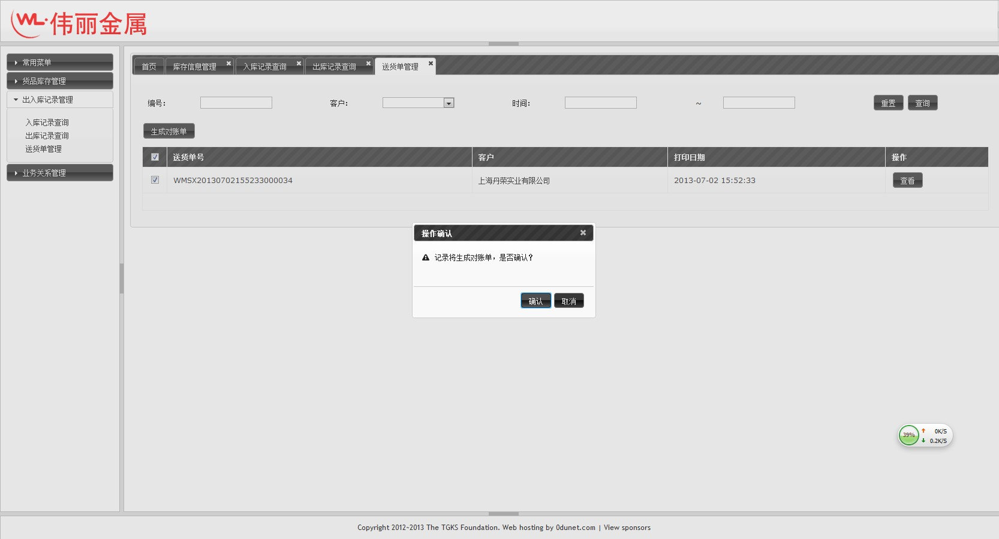 WL·伟丽金属
常用菜单
货品库存管理
出入库记录管理
入库记录查询
出库记录查询
送货单管理
业务关系管理
首页 库存信息管理 入库记录查询 出库记录查询 送货单管理
编号: 客户: 时间: ~ 重置 查询
生成对账单
送货单号 客户 打印日期 操作
WMSX20130702155233000034 上海丹荣实业有限公司 2013-07-02 15:52:33 查看
操作确认
记录将生成对账单，是否确认?
确认 取消
39% 0K/S
0.2K/S
Copyright 2012~2013 The TGKS Foundation. Web hosting by 0dunet.com | View sponsors